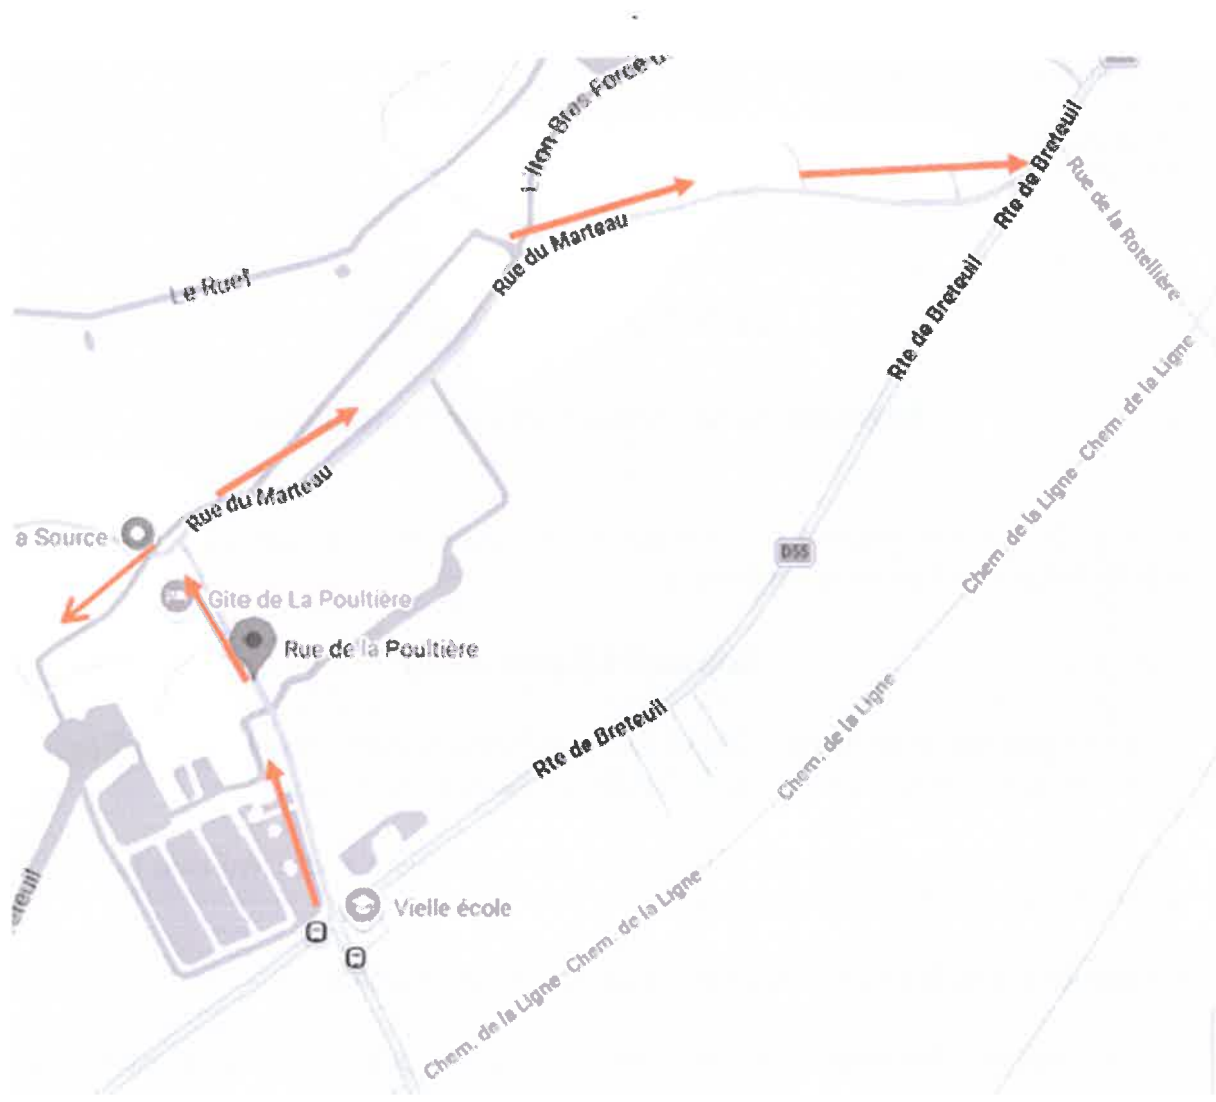 Rte de Breteuil
Rue de la Rotellière
Rue du Marteau
Le Ruel
Rte de Breteuil
Chem. de la Ligne
Chem. de la Ligne
Rue du Marteau
a Source
D55
Chem. de la Ligne
Gite de La Poultière
Rue de la Poultière
Rte de Breteuil
Chem. de la Ligne
Vielle école
eteuil
Chem. de la Ligne
Chem. de la Ligne